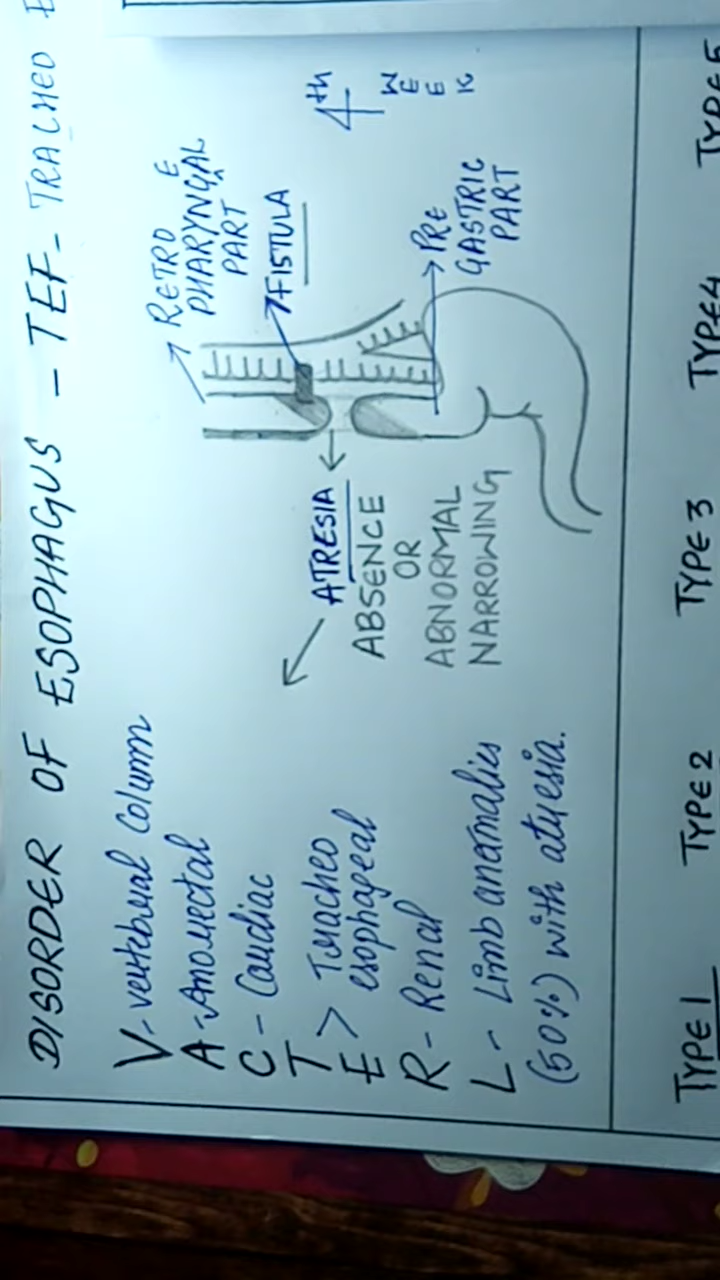 DISORDER OF ESOPHAGUS - TEF - TRACHEO E
V - vertebral column
A - Anorectal
C - Cardiac
T
E > Tracheo
esophageal
R - Renal
L - Limb anamalies
(50%) with atresia.
ATRESIA
ABSENCE
OR
ABNORMAL
NARROWING
RETRO
PHARYNGEAL
PART
FISTULA
PRE
GASTRIC
PART
4th
WEEK
TYPE 1
TYPE 2
TYPE 3
TYPE 4
TYPE 5